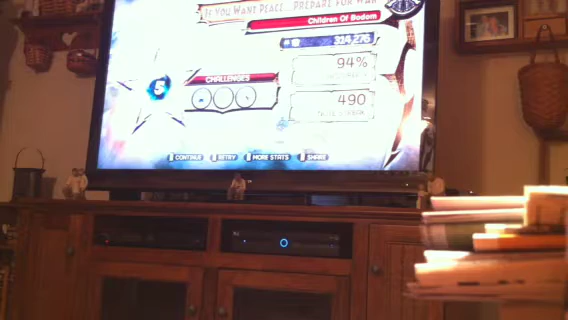 If You Want Peace... Prepare for War
Children Of Bodom
324,276
94%
5
CHALLENGES
490
CONTINUE RETRY MORE STATS SHARE